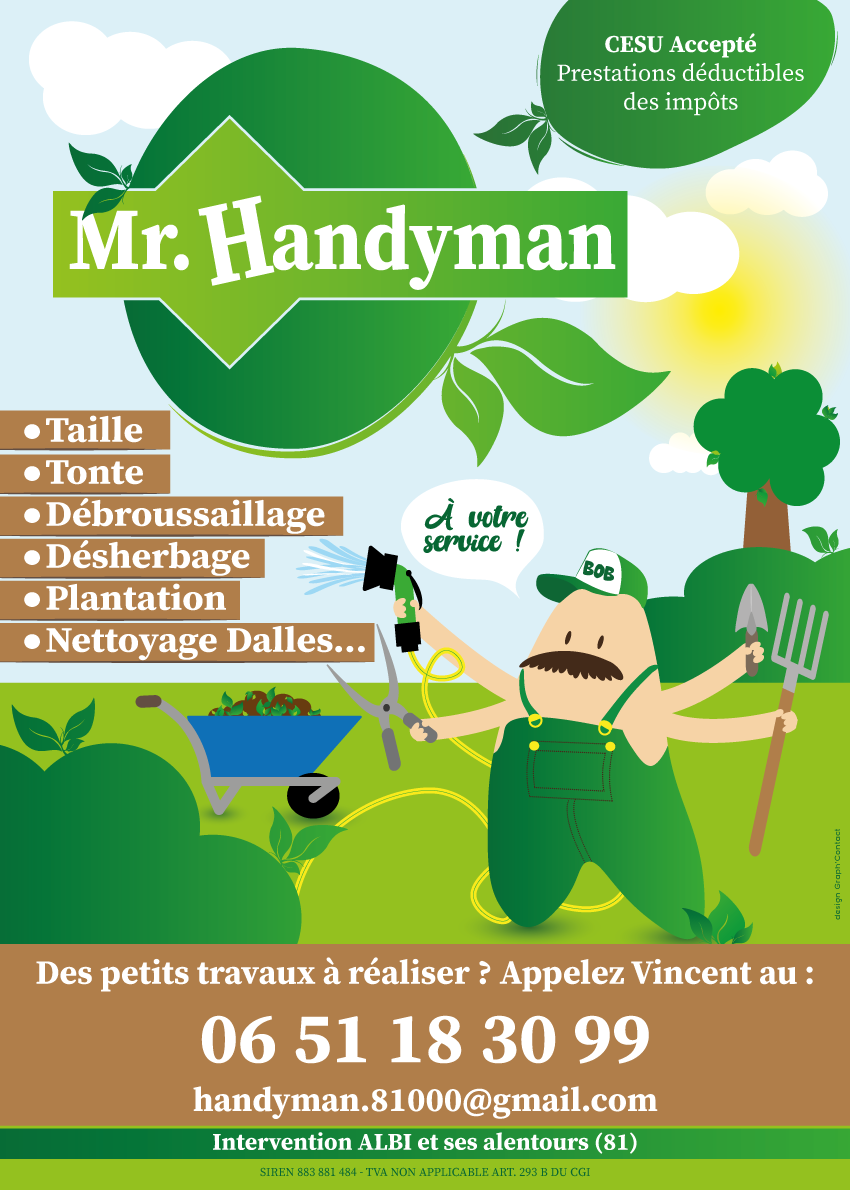 CESU Accepté
Prestations déductibles
des impôts
Mr. Handyman
•Taille
•Tonte
•Débroussaillage
•Désherbage
•Plantation
•Nettoyage Dalles...
À votre
service !
BOB
design Graph'Contact
Des petits travaux à réaliser ? Appelez Vincent au :
06 51 18 30 99
handyman.81000@gmail.com
Intervention ALBI et ses alentours (81)
SIREN 883 881 484 - TVA NON APPLICABLE ART. 293 B DU CGI